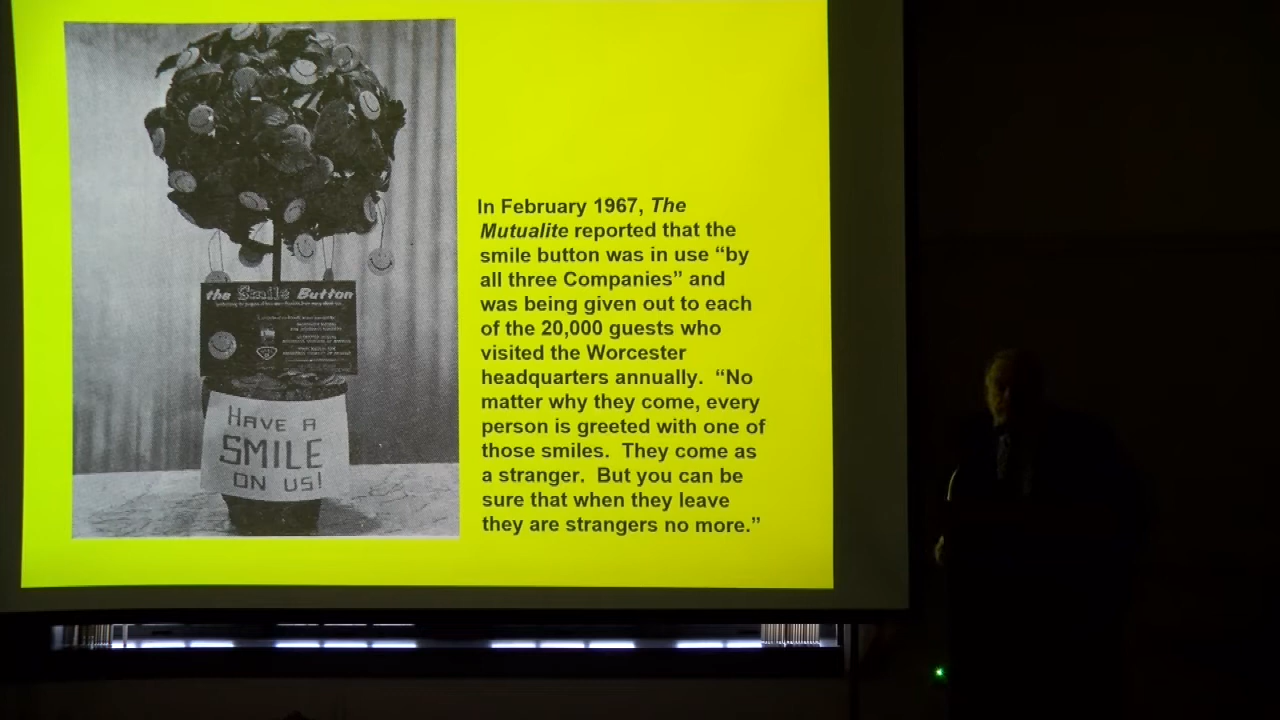 In February 1967, The
Mutualite reported that the
smile button was in use “by
all three Companies” and
was being given out to each
of the 20,000 guests who
visited the Worcester
headquarters annually.  “No
matter why they come, every
person is greeted with one of
those smiles.  They come as
a stranger.  But you can be
sure that when they leave
they are strangers no more.”
the Smile Button
HAVE A
SMILE
ON US!